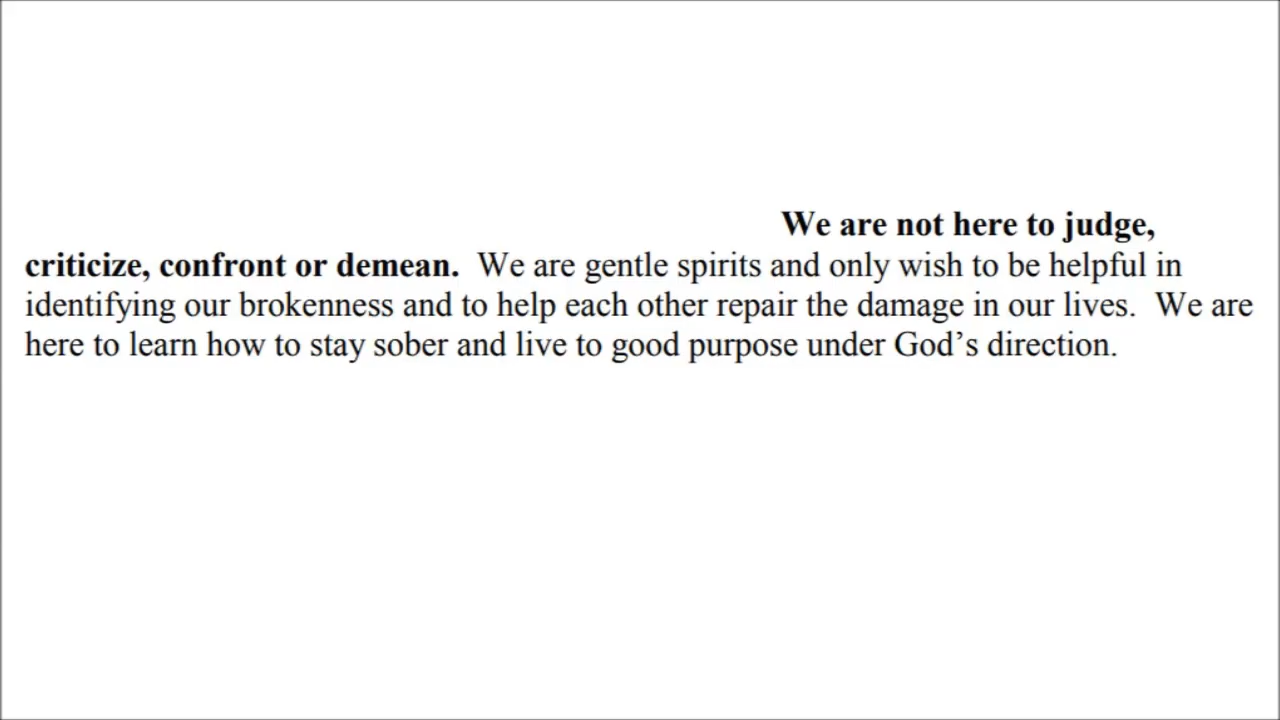 We are not here to judge,
criticize, confront or demean.  We are gentle spirits and only wish to be helpful in
identifying our brokenness and to help each other repair the damage in our lives.  We are
here to learn how to stay sober and live to good purpose under God’s direction.